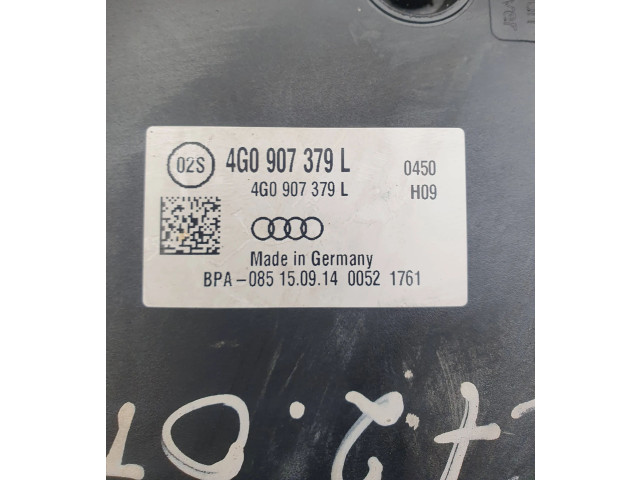 02S 4G0 907 379 L 0450
4G0 907 379 L H09
Made in Germany
BPA-085 15.09.14 0052 1761